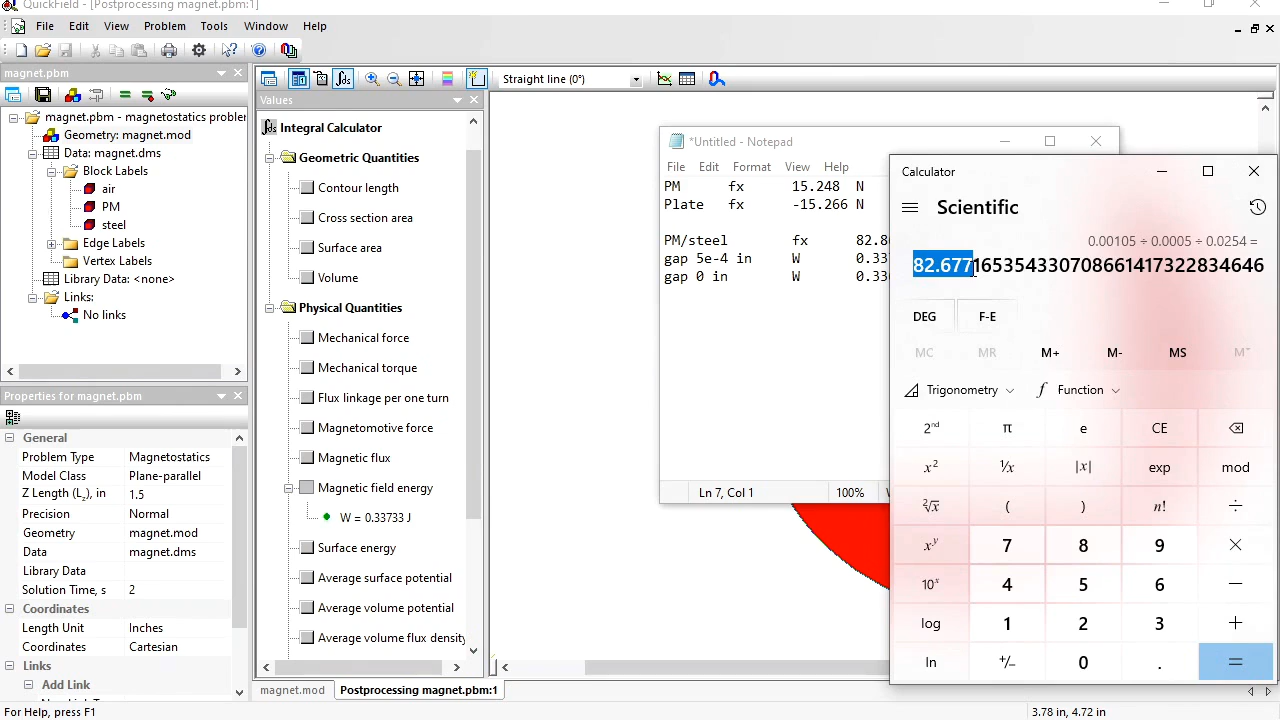 QuickField - [Postprocessing magnet.pbm:1]
File Edit View Problem Tools Window Help
magnet.pbm
magnet.pbm - magnetostatics probler
Geometry: magnet.mod
Data: magnet.dms
Block Labels
air
PM
steel
Edge Labels
Vertex Labels
Library Data: <none>
Links:
No links
Properties for magnet.pbm
General
Problem Type Magnetostatics
Model Class Plane-parallel
Z Length (Lz), in 1.5
Precision Normal
Geometry magnet.mod
Data magnet.dms
Library Data
Solution Time, s 2
Coordinates
Length Unit Inches
Coordinates Cartesian
Links
Add Link
For Help, press F1
Straight line (0°)
Values
Integral Calculator
Geometric Quantities
Contour length
Cross section area
Surface area
Volume
Physical Quantities
Mechanical force
Mechanical torque
Flux linkage per one turn
Magnetomotive force
Magnetic flux
Magnetic field energy
W = 0.33733 J
Surface energy
Average surface potential
Average volume potential
Average volume flux density
magnet.mod Postprocessing magnet.pbm:1
3.78 in, 4.72 in
*Untitled - Notepad
File Edit Format View Help
PM fx 15.248 N
Plate fx -15.266 N
PM/steel fx 82.8
gap 5e-4 in W 0.33
gap 0 in W 0.33
Ln 7, Col 1 100%
Calculator
Scientific
0.00105 ÷ 0.0005 ÷ 0.0254 =
82.677165354330708661417322834646
DEG F-E
MC MR M+ M- MS M˅
Trigonometry Function
2nd π e CE
x² ¹/x |x| exp mod
²√x ( ) n! ÷
xʸ 7 8 9 ×
10ˣ 4 5 6 −
log 1 2 3 +
ln +/− 0 . =